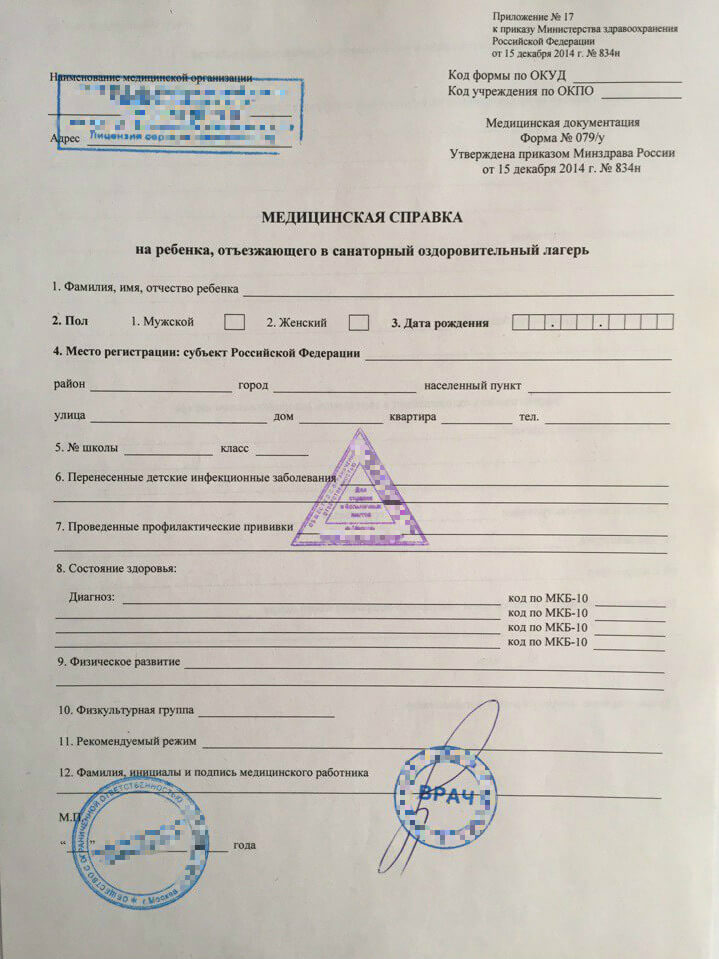 Приложение № 17
к приказу Министерства здравоохранения
Российской Федерации
от 15 декабря 2014 г. № 834н
Наименование медицинской организации
Код формы по ОКУД
Код учреждения по ОКПО
Адрес
Лицензия сер
Медицинская документация
Форма № 079/у
Утверждена приказом Минздрава России
от 15 декабря 2014 г. № 834н
МЕДИЦИНСКАЯ СПРАВКА
на ребенка, отъезжающего в санаторный оздоровительный лагерь
1. Фамилия, имя, отчество ребенка
2. Пол 1. Мужской 2. Женский 3. Дата рождения
4. Место регистрации: субъект Российской Федерации
район город населенный пункт
улица дом квартира тел.
5. № школы класс
6. Перенесенные детские инфекционные заболевания
ОБЩЕСТВО С ОГРАНИЧЕННОЙ ОТВЕТСТВЕННОСТЬЮ
Для
справок
и больничных
листов
г. Москва
7. Проведенные профилактические прививки
8. Состояние здоровья:
Диагноз: код по МКБ-10
код по МКБ-10
код по МКБ-10
код по МКБ-10
9. Физическое развитие
10. Физкультурная группа
11. Рекомендуемый режим
12. Фамилия, инициалы и подпись медицинского работника
ВРАЧ
М.П.
“ ” года
ОБЩЕСТВО С ОГРАНИЧЕННОЙ ОТВЕТСТВЕННОСТЬЮ
г. Москва